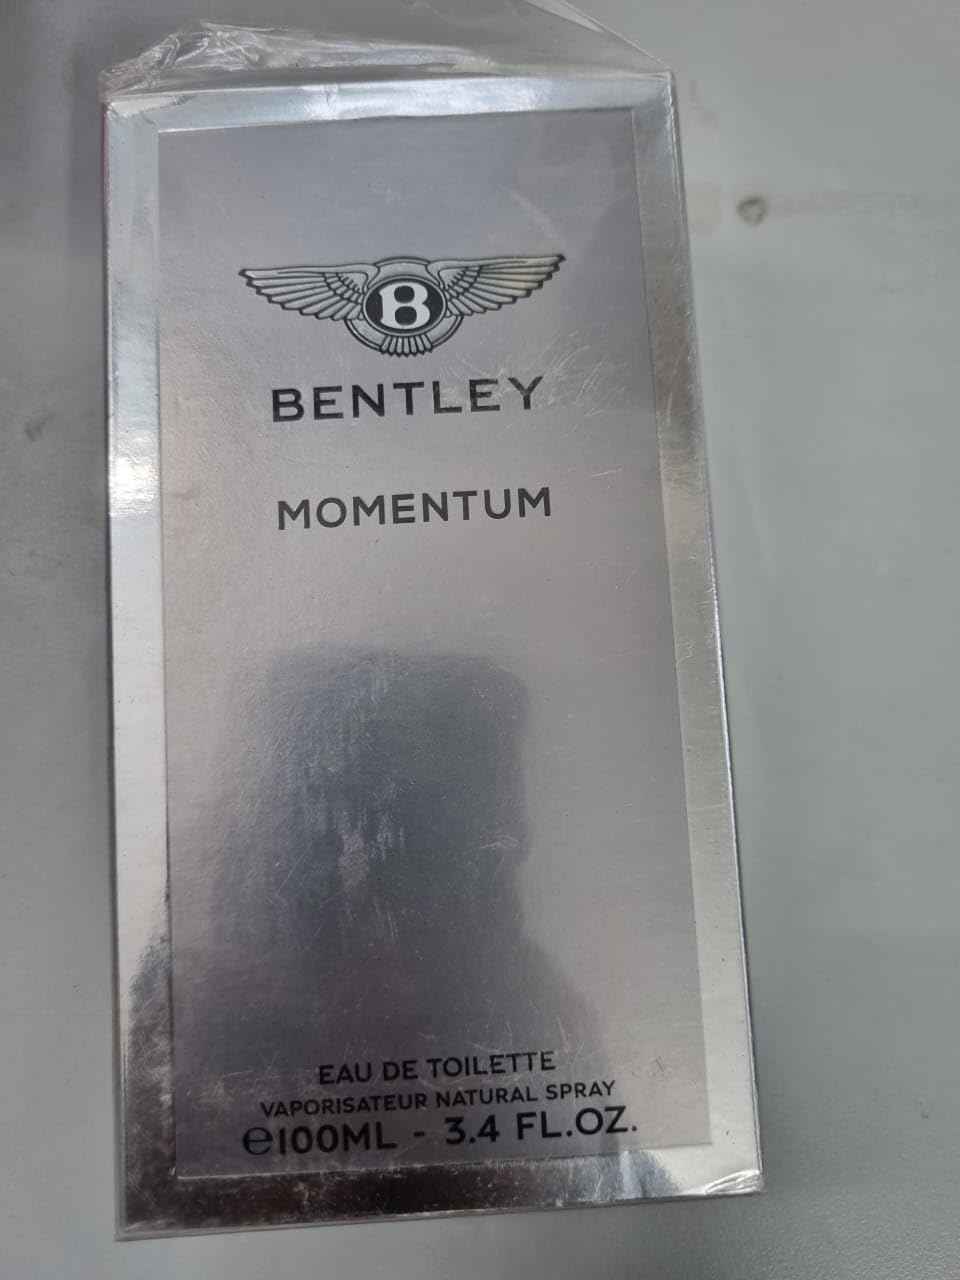 B
BENTLEY
MOMENTUM
EAU DE TOILETTE
VAPORISATEUR NATURAL SPRAY
℮100ML - 3.4 FL.OZ.